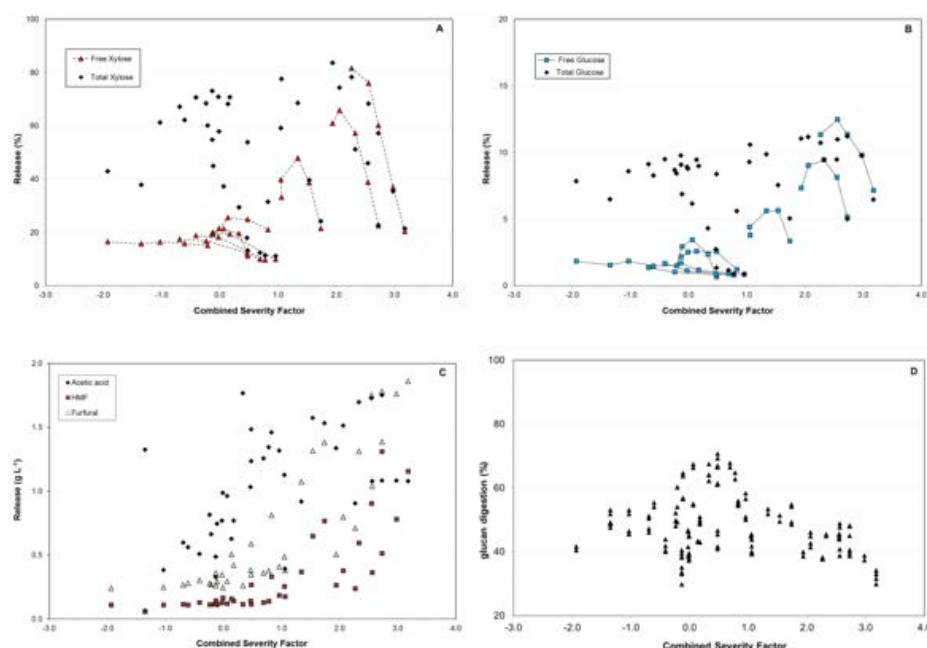 100
80
60
40
20
0
-3.0 -2.0 -1.0 0.0 1.0 2.0 3.0 4.0
Release (%)
Combined Severity Factor
A
Free Xylose
Total Xylose
20
15
10
5
0
-3.0 -2.0 -1.0 0.0 1.0 2.0 3.0 4.0
Release (%)
Combined Severity Factor
B
Free Glucose
Total Glucose
2.0
1.5
1.0
0.5
0.0
-3.0 -2.0 -1.0 0.0 1.0 2.0 3.0 4.0
Release (g L⁻¹)
Combined Severity Factor
C
Acetic acid
HMF
Furfural
100
80
60
40
20
-3.0 -2.0 -1.0 0.0 1.0 2.0 3.0 4.0
glucan digestion (%)
Combined Severity Factor
D